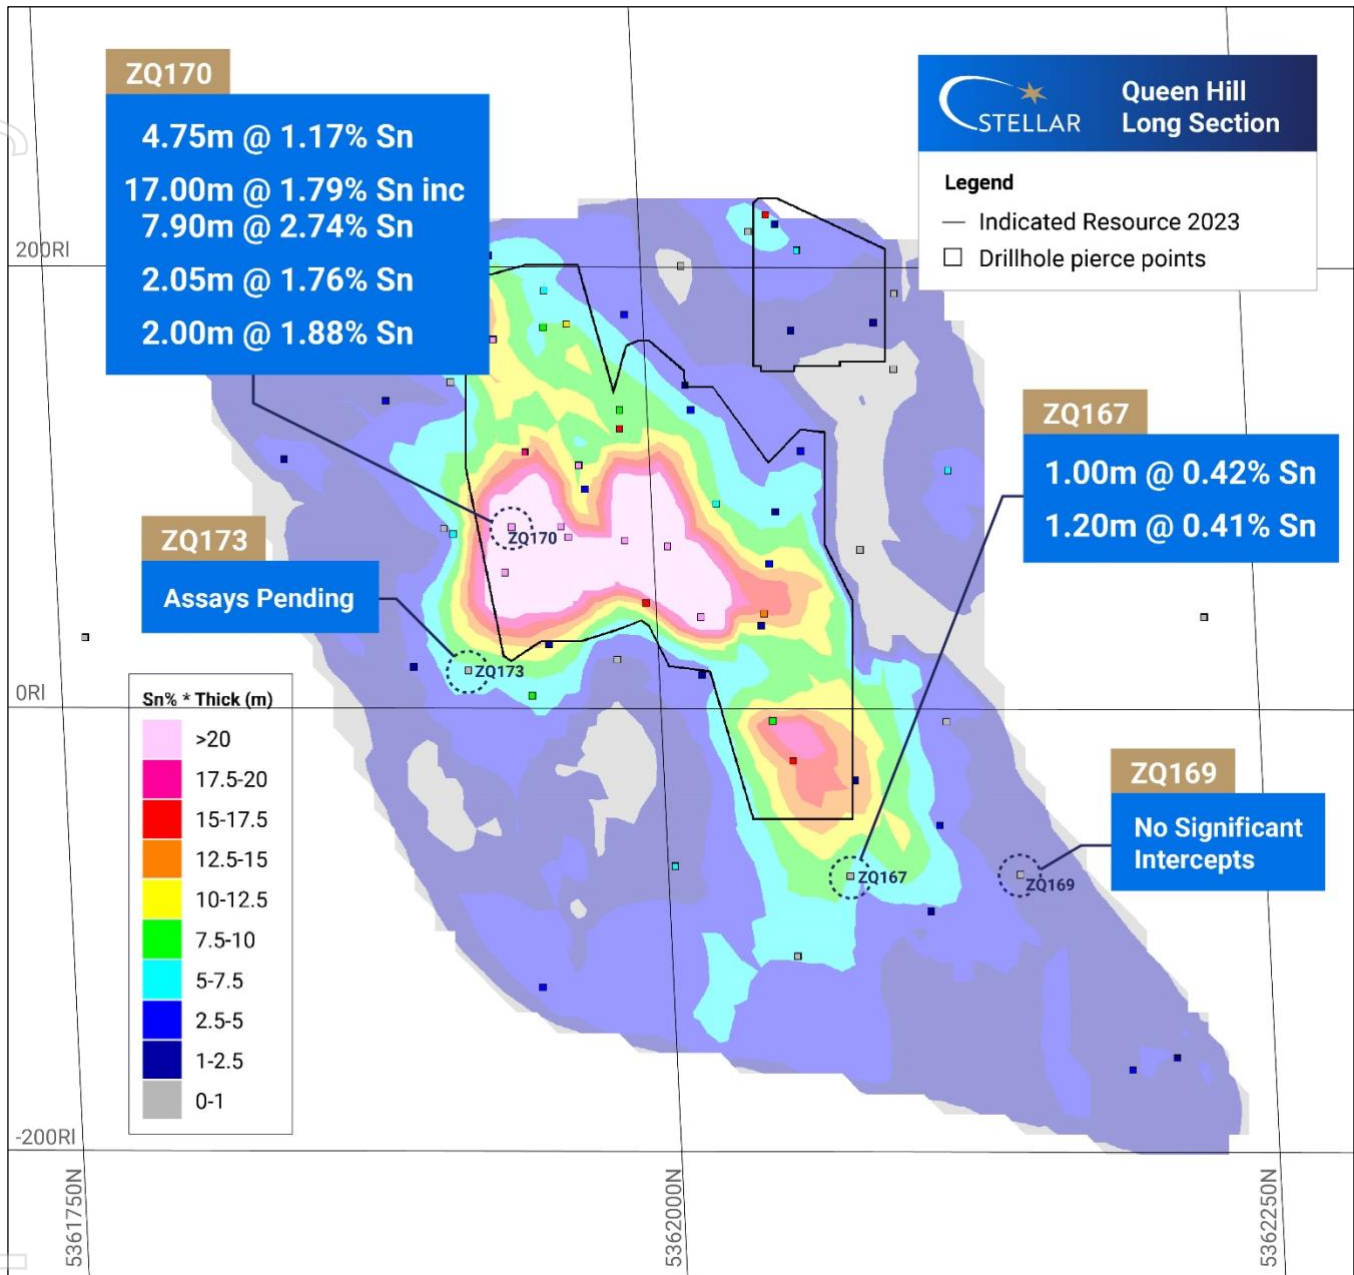 ZQ170
4.75m @ 1.17% Sn
17.00m @ 1.79% Sn inc
7.90m @ 2.74% Sn
2.05m @ 1.76% Sn
2.00m @ 1.88% Sn
STELLAR
Queen Hill
Long Section
Legend
Indicated Resource 2023
Drillhole pierce points
200Rl
ZQ167
1.00m @ 0.42% Sn
1.20m @ 0.41% Sn
ZQ173
Assays Pending
ZQ170
ZQ173
0Rl
Sn% * Thick (m)
>20
17.5-20
15-17.5
12.5-15
10-12.5
7.5-10
5-7.5
2.5-5
1-2.5
0-1
ZQ169
No Significant
Intercepts
ZQ167
ZQ169
-200Rl
5361750N
5362000N
5362250N